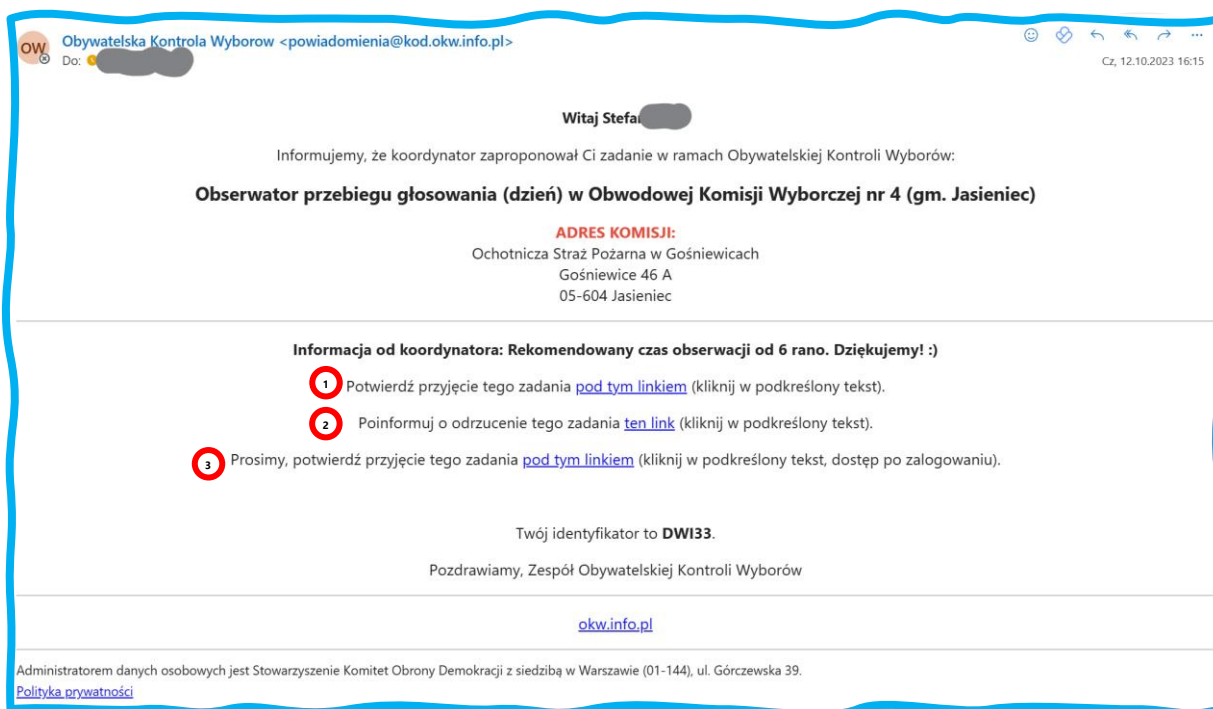 OW
Obywatelska Kontrola Wyborow <powiadomienia@kod.okw.info.pl>
Do:
Cz, 12.10.2023 16:15
Witaj
Informujemy, że koordynator zaproponował Ci zadanie w ramach Obywatelskiej Kontroli Wyborów:
Obserwator przebiegu głosowania (dzień) w Obwodowej Komisji Wyborczej nr 4 (gm. Jasieniec)
ADRES KOMISJI:
Ochotnicza Straż Pożarna w Gośniewicach
Gośniewice 46 A
05-604 Jasieniec
Informacja od koordynatora: Rekomendowany czas obserwacji od 6 rano. Dziękujemy! :)
1 Potwierdź przyjęcie tego zadania pod tym linkiem (kliknij w podkreślony tekst).
2 Poinformuj o odrzucenie tego zadania ten link (kliknij w podkreślony tekst).
3 Prosimy, potwierdź przyjęcie tego zadania pod tym linkiem (kliknij w podkreślony tekst, dostęp po zalogowaniu).
Twój identyfikator to DWI33.
Pozdrawiamy, Zespół Obywatelskiej Kontroli Wyborów
okw.info.pl
Administratorem danych osobowych jest Stowarzyszenie Komitet Obrony Demokracji z siedzibą w Warszawie (01-144), ul. Górczewska 39.
Polityka prywatności